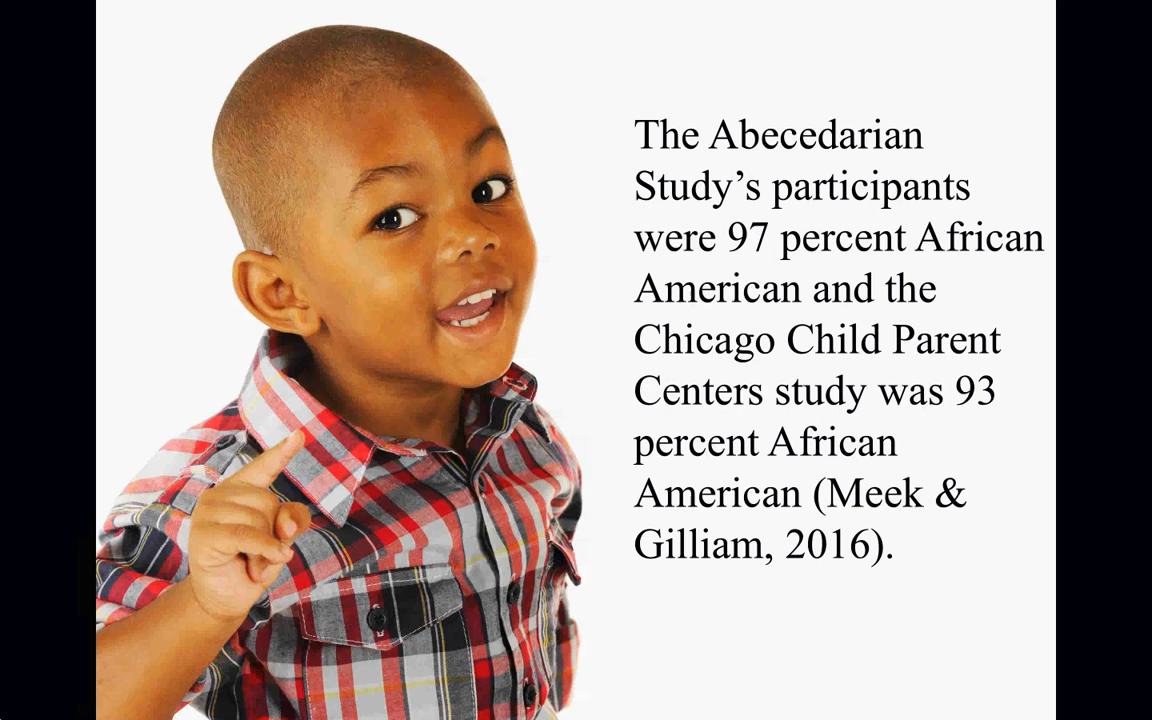 The Abecedarian
Study’s participants
were 97 percent African
American and the
Chicago Child Parent
Centers study was 93
percent African
American (Meek &
Gilliam, 2016).